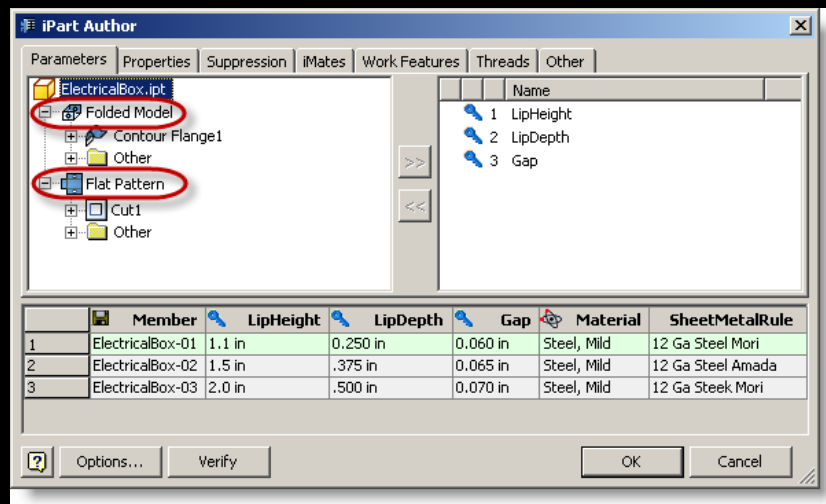 iPart Author
Parameters Properties Suppression iMates Work Features Threads Other
ElectricalBox.ipt
Folded Model
Contour Flange1
Other
Flat Pattern
Cut1
Other
>>
<<
Name
1 LipHeight
2 LipDepth
3 Gap
Member LipHeight LipDepth Gap Material SheetMetalRule
1 ElectricalBox-01 1.1 in 0.250 in 0.060 in Steel, Mild 12 Ga Steel Mori
2 ElectricalBox-02 1.5 in .375 in 0.065 in Steel, Mild 12 Ga Steel Amada
3 ElectricalBox-03 2.0 in .500 in 0.070 in Steel, Mild 12 Ga Steek Mori
Options... Verify OK Cancel